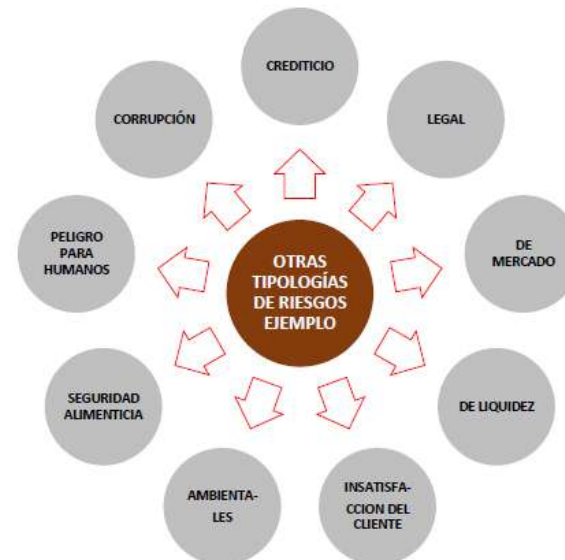 CREDITICIO
LEGAL
DE
MERCADO
DE LIQUIDEZ
INSATISFA-
CCION DEL
CLIENTE
AMBIENTA-
LES
SEGURIDAD
ALIMENTICIA
PELIGRO
PARA
HUMANOS
CORRUPCIÓN
OTRAS
TIPOLOGÍAS
DE RIESGOS
EJEMPLO